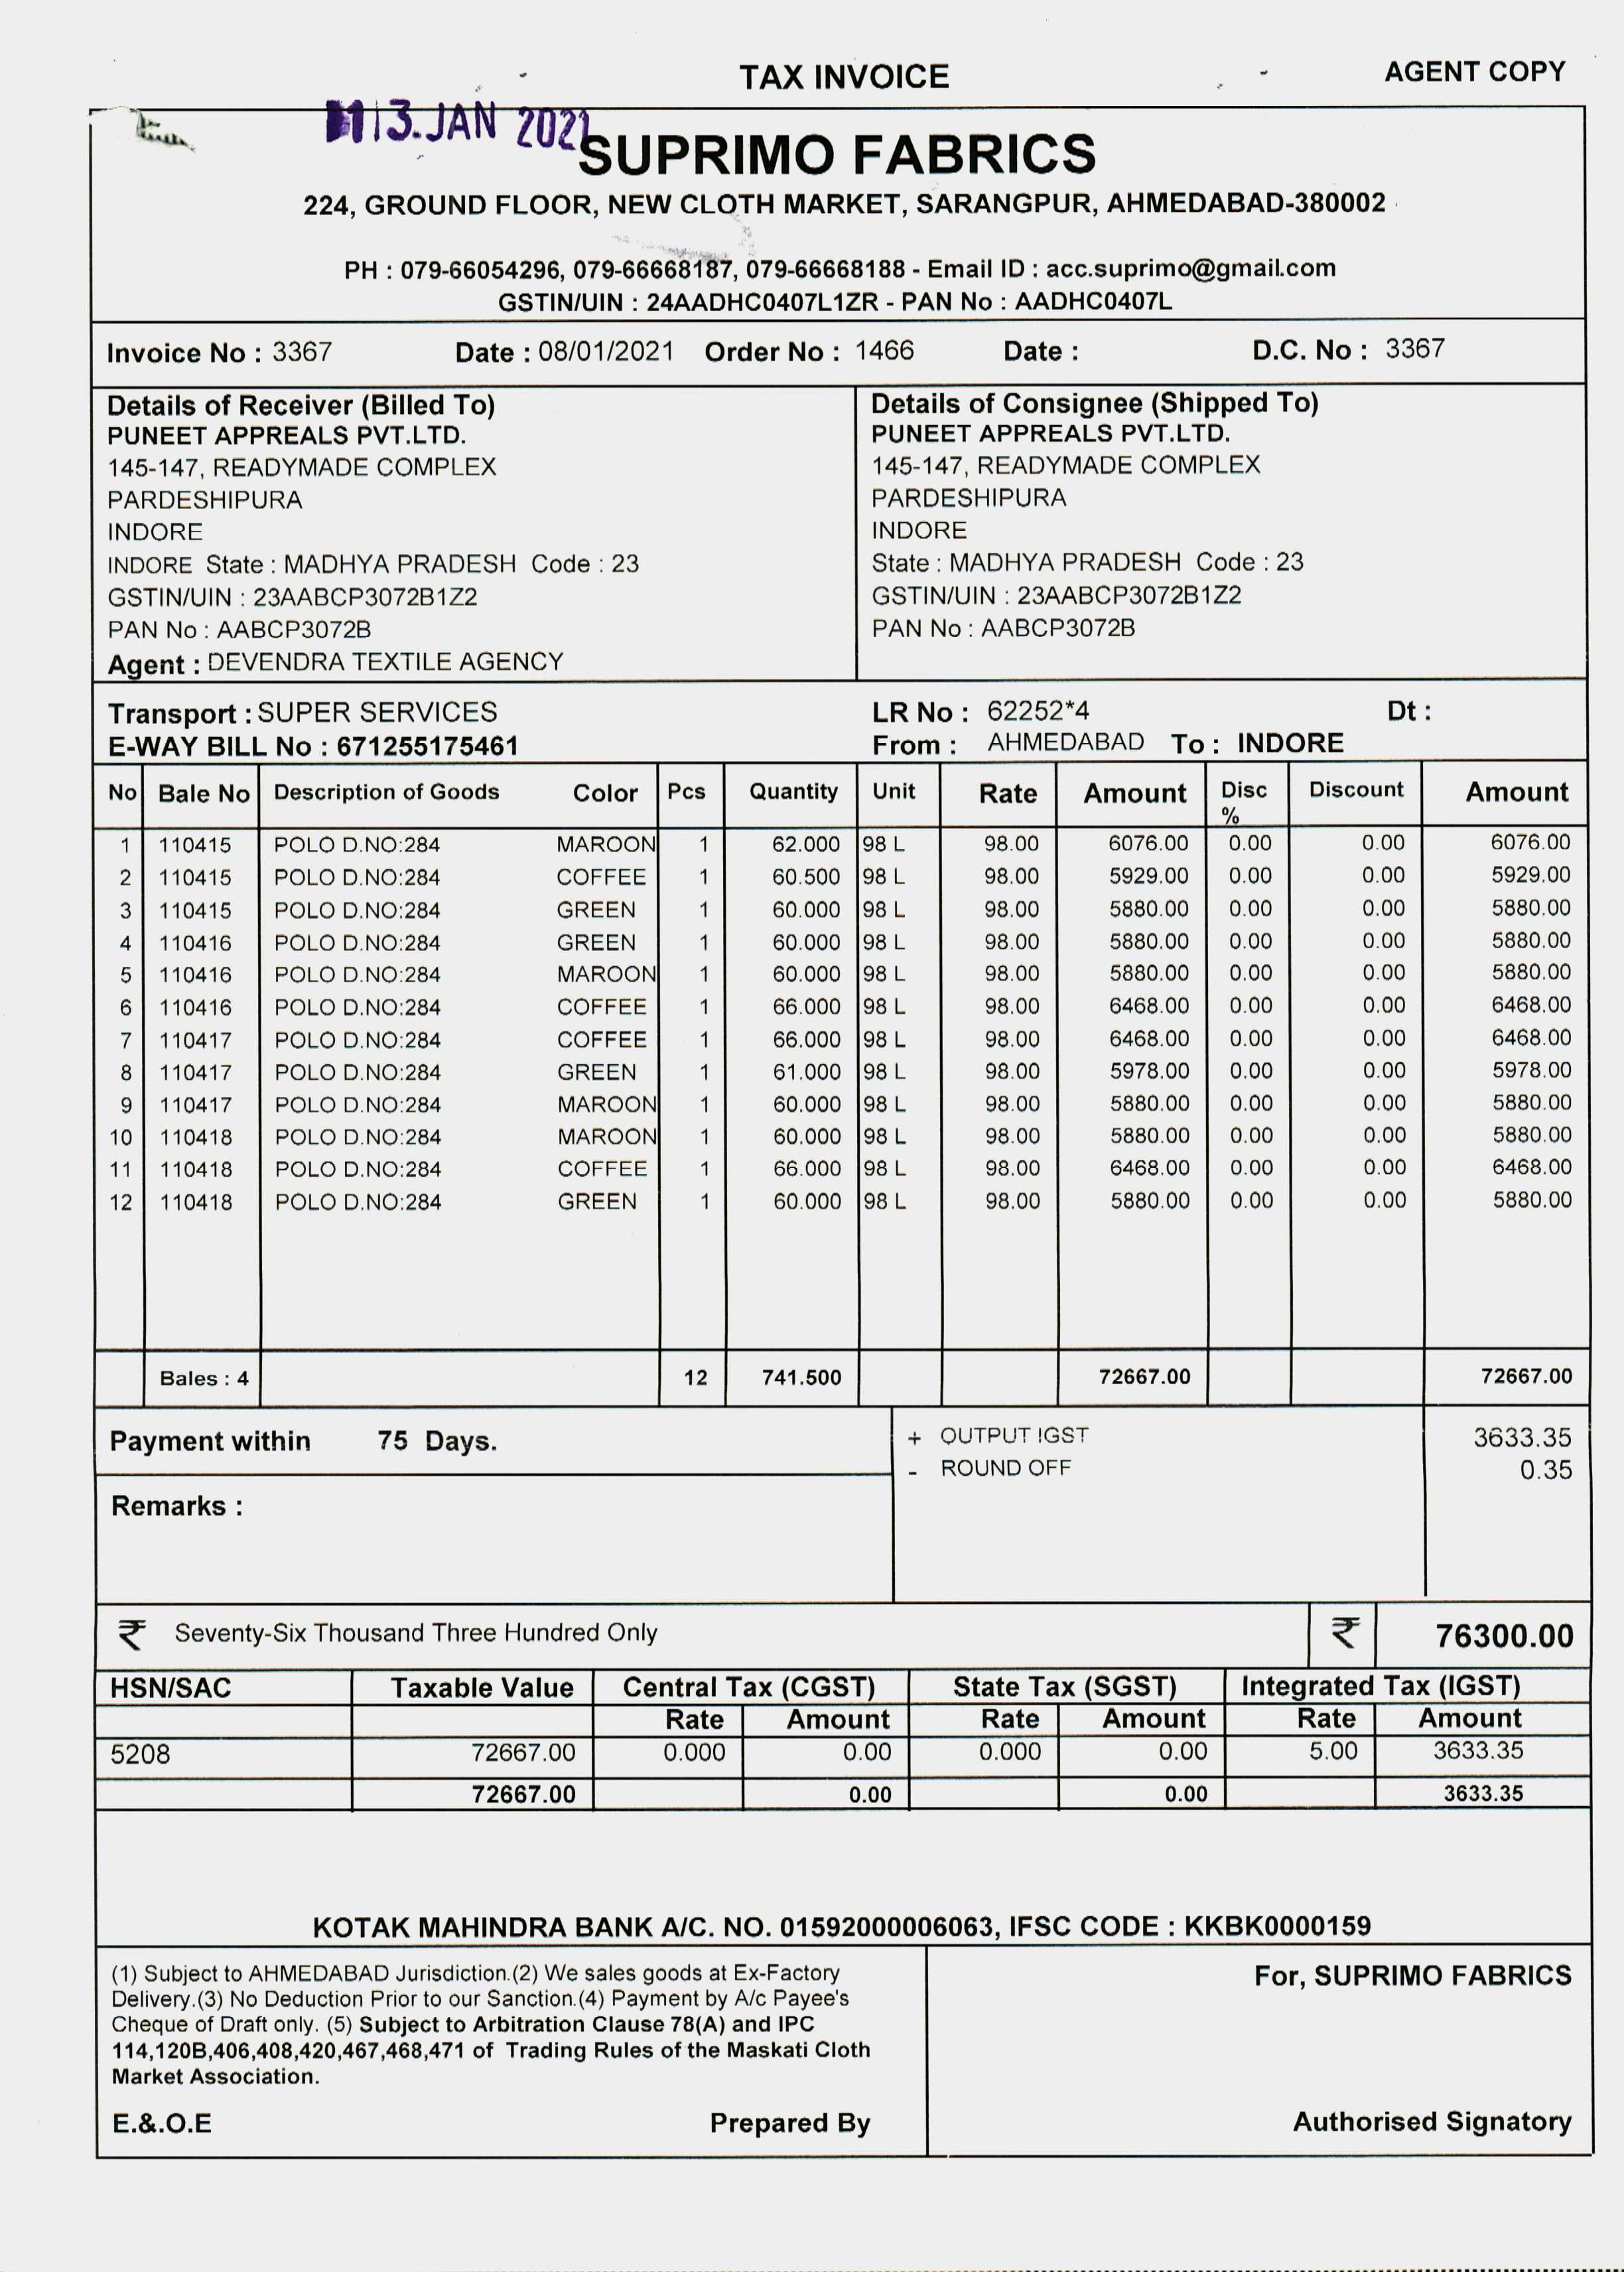 TAX INVOICE
AGENT COPY
13.JAN 2021
SUPRIMO FABRICS
224, GROUND FLOOR, NEW CLOTH MARKET, SARANGPUR, AHMEDABAD-380002
PH : 079-66054296, 079-66668187, 079-66668188 - Email ID : acc.suprimo@gmail.com
GSTIN/UIN : 24AADHC0407L1ZR - PAN No : AADHC0407L
Invoice No : 3367 Date : 08/01/2021 Order No : 1466 Date : D.C. No : 3367
Details of Receiver (Billed To)
PUNEET APPREALS PVT.LTD.
145-147, READYMADE COMPLEX
PARDESHIPURA
INDORE
INDORE State : MADHYA PRADESH Code : 23
GSTIN/UIN : 23AABCP3072B1Z2
PAN No : AABCP3072B
Agent : DEVENDRA TEXTILE AGENCY
Details of Consignee (Shipped To)
PUNEET APPREALS PVT.LTD.
145-147, READYMADE COMPLEX
PARDESHIPURA
INDORE
State : MADHYA PRADESH Code : 23
GSTIN/UIN : 23AABCP3072B1Z2
PAN No : AABCP3072B
Transport : SUPER SERVICES LR No : 62252*4 Dt :
E-WAY BILL No : 671255175461 From : AHMEDABAD To : INDORE
No Bale No Description of Goods Color Pcs Quantity Unit Rate Amount Disc % Discount Amount
1 110415 POLO D.NO:284 MAROON 1 62.000 98 L 98.00 6076.00 0.00 0.00 6076.00
2 110415 POLO D.NO:284 COFFEE 1 60.500 98 L 98.00 5929.00 0.00 0.00 5929.00
3 110415 POLO D.NO:284 GREEN 1 60.000 98 L 98.00 5880.00 0.00 0.00 5880.00
4 110416 POLO D.NO:284 GREEN 1 60.000 98 L 98.00 5880.00 0.00 0.00 5880.00
5 110416 POLO D.NO:284 MAROON 1 60.000 98 L 98.00 5880.00 0.00 0.00 5880.00
6 110416 POLO D.NO:284 COFFEE 1 66.000 98 L 98.00 6468.00 0.00 0.00 6468.00
7 110417 POLO D.NO:284 COFFEE 1 66.000 98 L 98.00 6468.00 0.00 0.00 6468.00
8 110417 POLO D.NO:284 GREEN 1 61.000 98 L 98.00 5978.00 0.00 0.00 5978.00
9 110417 POLO D.NO:284 MAROON 1 60.000 98 L 98.00 5880.00 0.00 0.00 5880.00
10 110418 POLO D.NO:284 MAROON 1 60.000 98 L 98.00 5880.00 0.00 0.00 5880.00
11 110418 POLO D.NO:284 COFFEE 1 66.000 98 L 98.00 6468.00 0.00 0.00 6468.00
12 110418 POLO D.NO:284 GREEN 1 60.000 98 L 98.00 5880.00 0.00 0.00 5880.00
Bales : 4 12 741.500 72667.00 72667.00
Payment within 75 Days.
+ OUTPUT IGST 3633.35
- ROUND OFF 0.35
Remarks :
₹ Seventy-Six Thousand Three Hundred Only ₹ 76300.00
HSN/SAC Taxable Value Central Tax (CGST) State Tax (SGST) Integrated Tax (IGST)
Rate Amount Rate Amount Rate Amount
5208 72667.00 0.000 0.00 0.000 0.00 5.00 3633.35
72667.00 0.00 0.00 3633.35
KOTAK MAHINDRA BANK A/C. NO. 01592000006063, IFSC CODE : KKBK0000159
(1) Subject to AHMEDABAD Jurisdiction.(2) We sales goods at Ex-Factory
Delivery.(3) No Deduction Prior to our Sanction.(4) Payment by A/c Payee's
Cheque of Draft only. (5) Subject to Arbitration Clause 78(A) and IPC
114,120B,406,408,420,467,468,471 of Trading Rules of the Maskati Cloth
Market Association.
E.&.O.E Prepared By
For, SUPRIMO FABRICS
Authorised Signatory